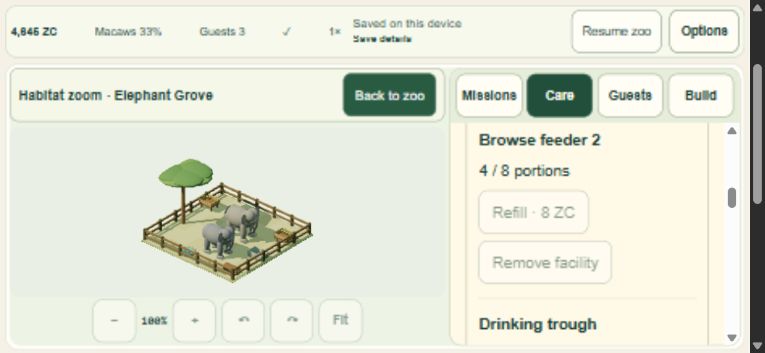 4,646 ZC
Macaws 33%
Guests 3
✓
1×
Saved on this device
Save details
Resume zoo
Options
Habitat zoom - Elephant Grove
Back to zoo
Missions
Care
Guests
Build
Browse feeder 2
4 / 8 portions
Refill · 8 ZC
Remove facility
Drinking trough
−
100%
+
↶
↷
Fit